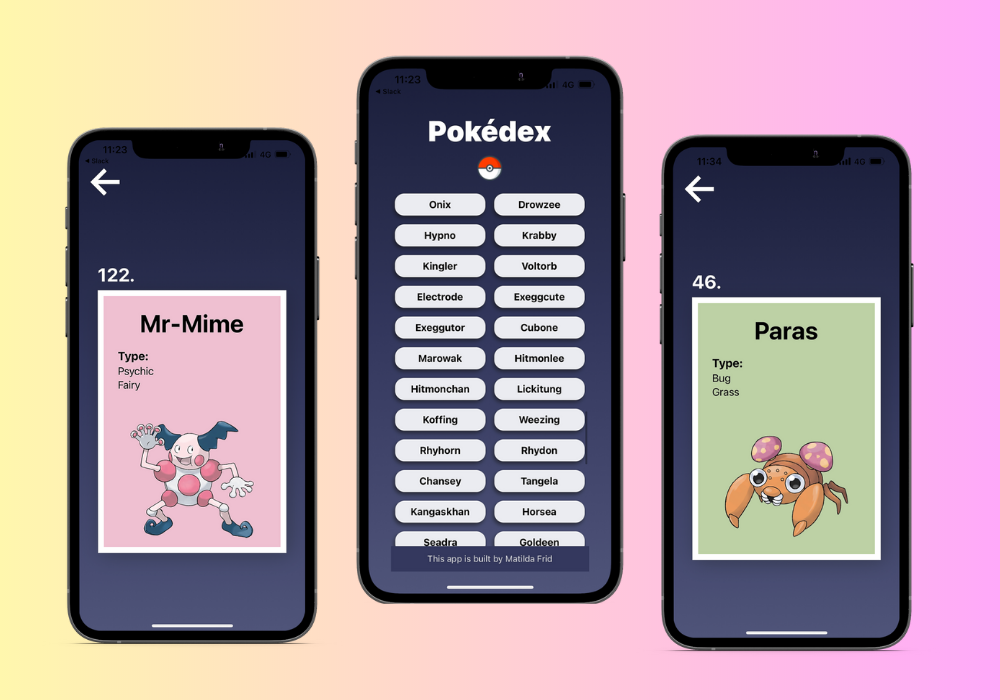 11:23
4G
Slack
122.
Mr-Mime
Type:
Psychic
Fairy
11:23
4G
Slack
Pokédex
Onix Drowzee
Hypno Krabby
Kingler Voltorb
Electrode Exeggcute
Exeggutor Cubone
Marowak Hitmonlee
Hitmonchan Lickitung
Koffing Weezing
Rhyhorn Rhydon
Chansey Tangela
Kangaskhan Horsea
Seadra Goldeen
This app is built by Matilda Frid
11:34
4G
46.
Paras
Type:
Bug
Grass